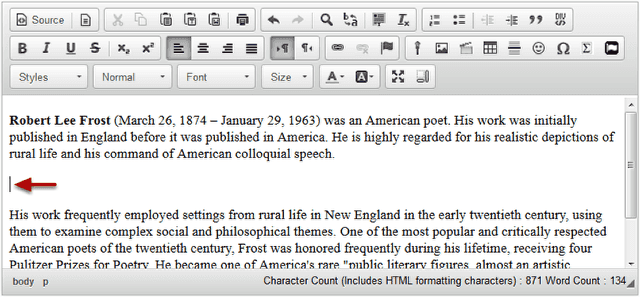 Source
B I U S x₂ x² ¶ ¶ Ω Σ
Styles Normal Font Size A A
Robert Lee Frost (March 26, 1874 – January 29, 1963) was an American poet. His work was initially
published in England before it was published in America. He is highly regarded for his realistic depictions of
rural life and his command of American colloquial speech.
His work frequently employed settings from rural life in New England in the early twentieth century, using
them to examine complex social and philosophical themes. One of the most popular and critically respected
American poets of the twentieth century, Frost was honored frequently during his lifetime, receiving four
Pulitzer Prizes for Poetry. He became one of America's rare "public literary figures, almost an artistic
body p Character Count (Includes HTML formatting characters) : 871 Word Count : 134